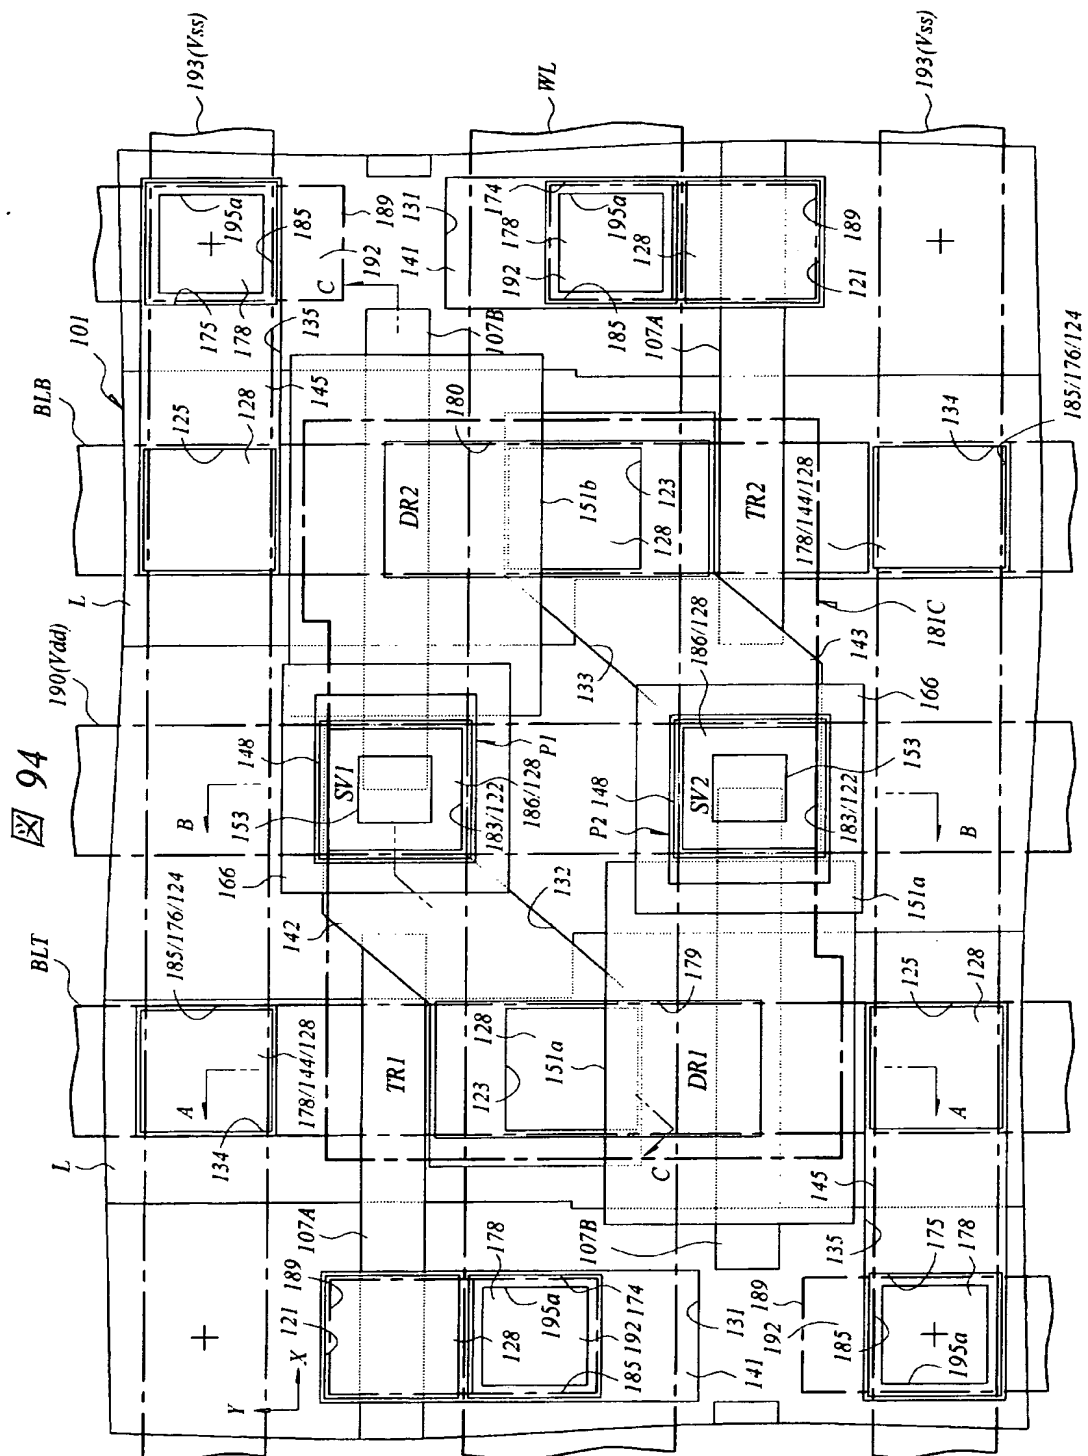 図 94
193(Vss)
WL
193(Vss)
101
BLB
L
190(Vdd)
BLT
L
175
178
195a
185
189
192
C
135
145
107B
131
141
174
178
192
195a
185
128
107A
121
189
185/176/124
125
128
180
DR2
151b
123
128
TR2
134
178/144/128
133
181C
143
186/128
166
148
SV1
P1
153
183/122
186/128
B
166
132
142
P2
148
SV2
153
183/122
B
151a
185/176/124
A
134
178/144/128
TR1
128
123
151a
179
DR1
C
125
128
A
107A
107B
145
135
175
178
189
121
178
195a
174
128
192
185
131
141
189
192
185
195a
Y
X